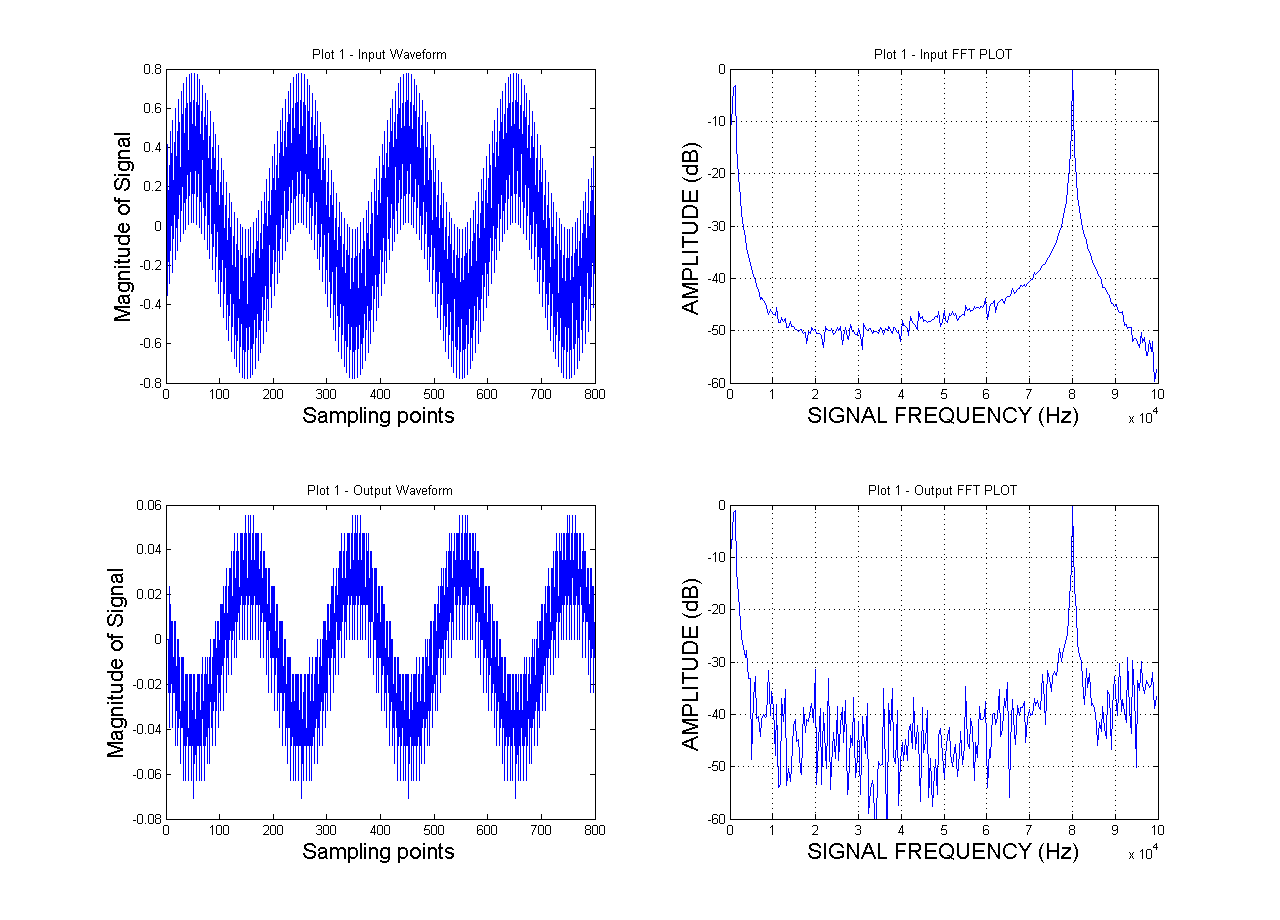 Plot 1 - Input Waveform
0.8
0.6
0.4
0.2
0
-0.2
-0.4
-0.6
-0.8
Magnitude of Signal
0 100 200 300 400 500 600 700 800
Sampling points
Plot 1 - Input FFT PLOT
0
-10
-20
-30
-40
-50
-60
AMPLITUDE (dB)
0 1 2 3 4 5 6 7 8 9 10
SIGNAL FREQUENCY (Hz)
x 10^4
Plot 1 - Output Waveform
0.06
0.04
0.02
0
-0.02
-0.04
-0.06
-0.08
Magnitude of Signal
0 100 200 300 400 500 600 700 800
Sampling points
Plot 1 - Output FFT PLOT
0
-10
-20
-30
-40
-50
-60
AMPLITUDE (dB)
0 1 2 3 4 5 6 7 8 9 10
SIGNAL FREQUENCY (Hz)
x 10^4